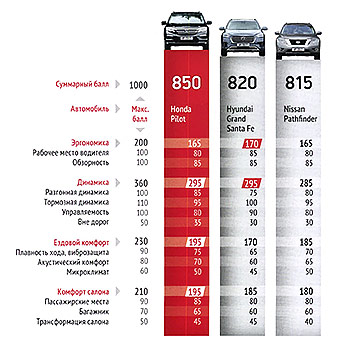 Суммарный балл 1000 850 820 815
Автомобиль Макс. балл Honda Pilot Hyundai Grand Santa Fe Nissan Pathfinder
Эргономика 200 165 170 165
Рабочее место водителя 100 80 85 80
Обзорность 100 85 85 85
Динамика 360 295 295 285
Разгонная динамика 100 85 75 80
Тормозная динамика 110 95 100 95
Управляемость 100 80 90 80
Вне дорог 50 35 30 30
Ездовой комфорт 230 195 170 185
Плавность хода, виброзащита 90 75 65 70
Акустический комфорт 80 70 60 70
Микроклимат 60 50 45 45
Комфорт салона 210 195 185 180
Пассажирские места 90 85 85 80
Багажник 70 65 60 60
Трансформация салона 50 45 40 40